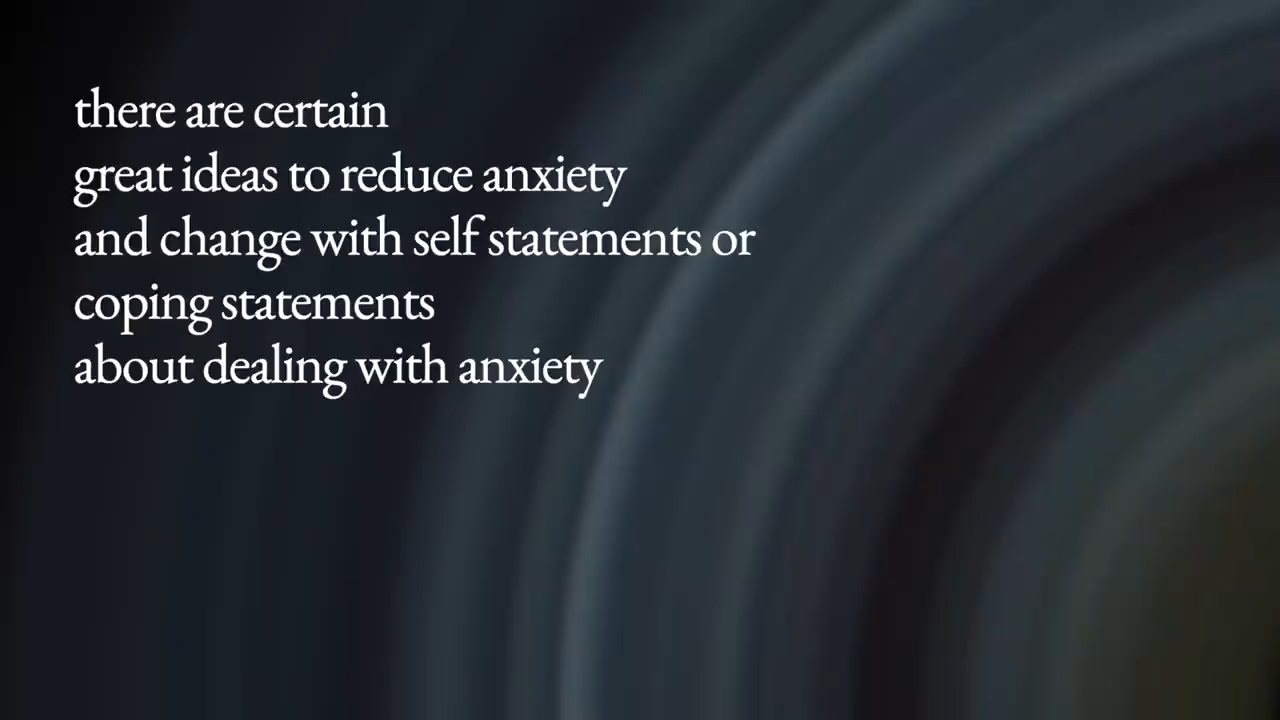 there are certain
great ideas to reduce anxiety
and change with self statements or
coping statements
about dealing with anxiety